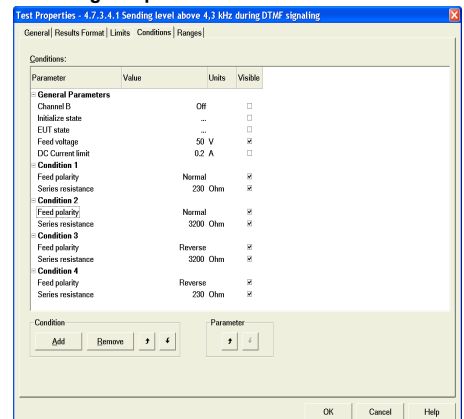 Test Properties - 4.7.3.4.1 Sending level above 4,3 kHz during DTMF signaling
General Results Format Limits Conditions Ranges
Conditions:
Parameter Value Units Visible
General Parameters
Channel B Off
Initialize state ...
EUT state ...
Feed voltage 50 V
DC Current limit 0.2 A
Condition 1
Feed polarity Normal
Series resistance 230 Ohm
Condition 2
Feed polarity Normal
Series resistance 3200 Ohm
Condition 3
Feed polarity Reverse
Series resistance 3200 Ohm
Condition 4
Feed polarity Reverse
Series resistance 230 Ohm
Condition Parameter
Add Remove
OK Cancel Help